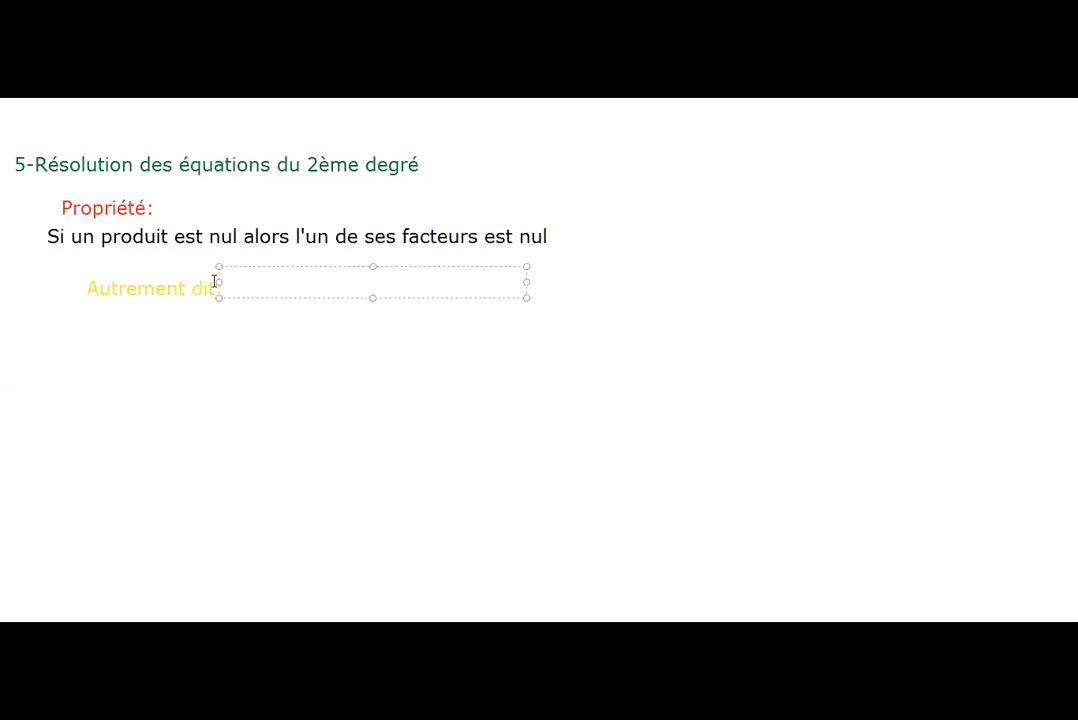 5-Résolution des équations du 2ème degré
Propriété:
Si un produit est nul alors l'un de ses facteurs est nul
Autrement dit